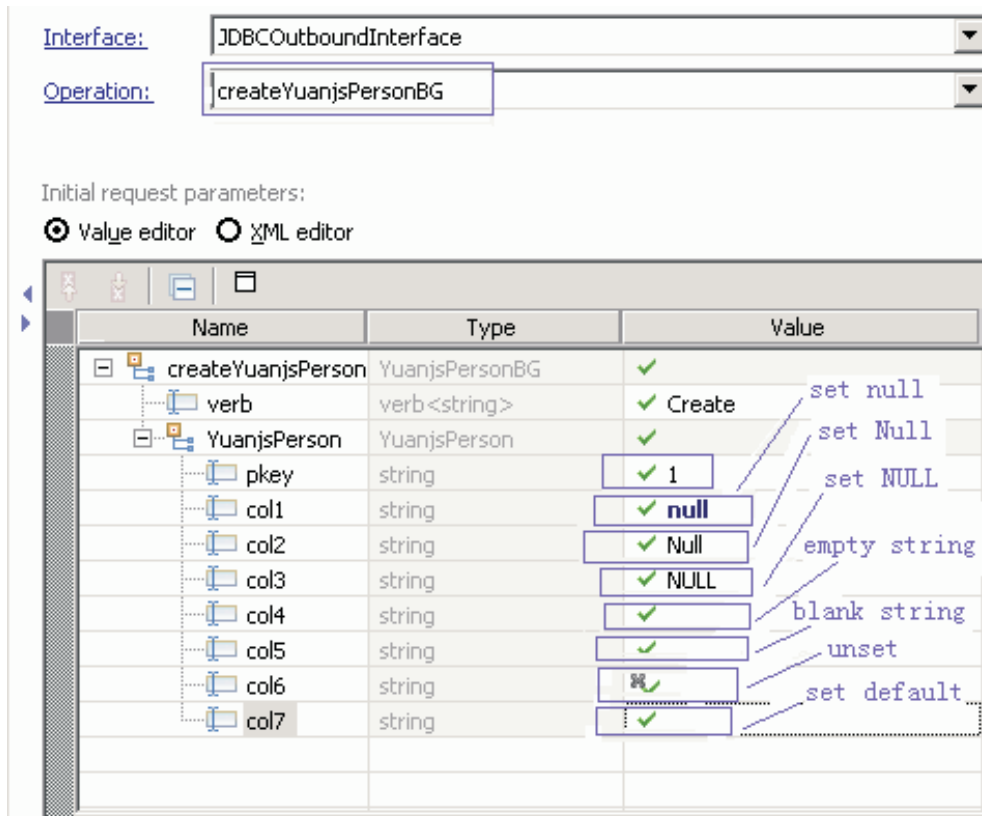 Interface: JDBCOutboundInterface
Operation: createYuanjsPersonBG
Initial request parameters:
Value editor XML editor
Name Type Value
createYuanjsPerson YuanjsPersonBG
verb verb<string> Create
set null
YuanjsPerson YuanjsPerson
set Null
pkey string 1
set NULL
col1 string null
col2 string Null
empty string
col3 string NULL
col4 string
blank string
col5 string
unset
col6 string
set default
col7 string